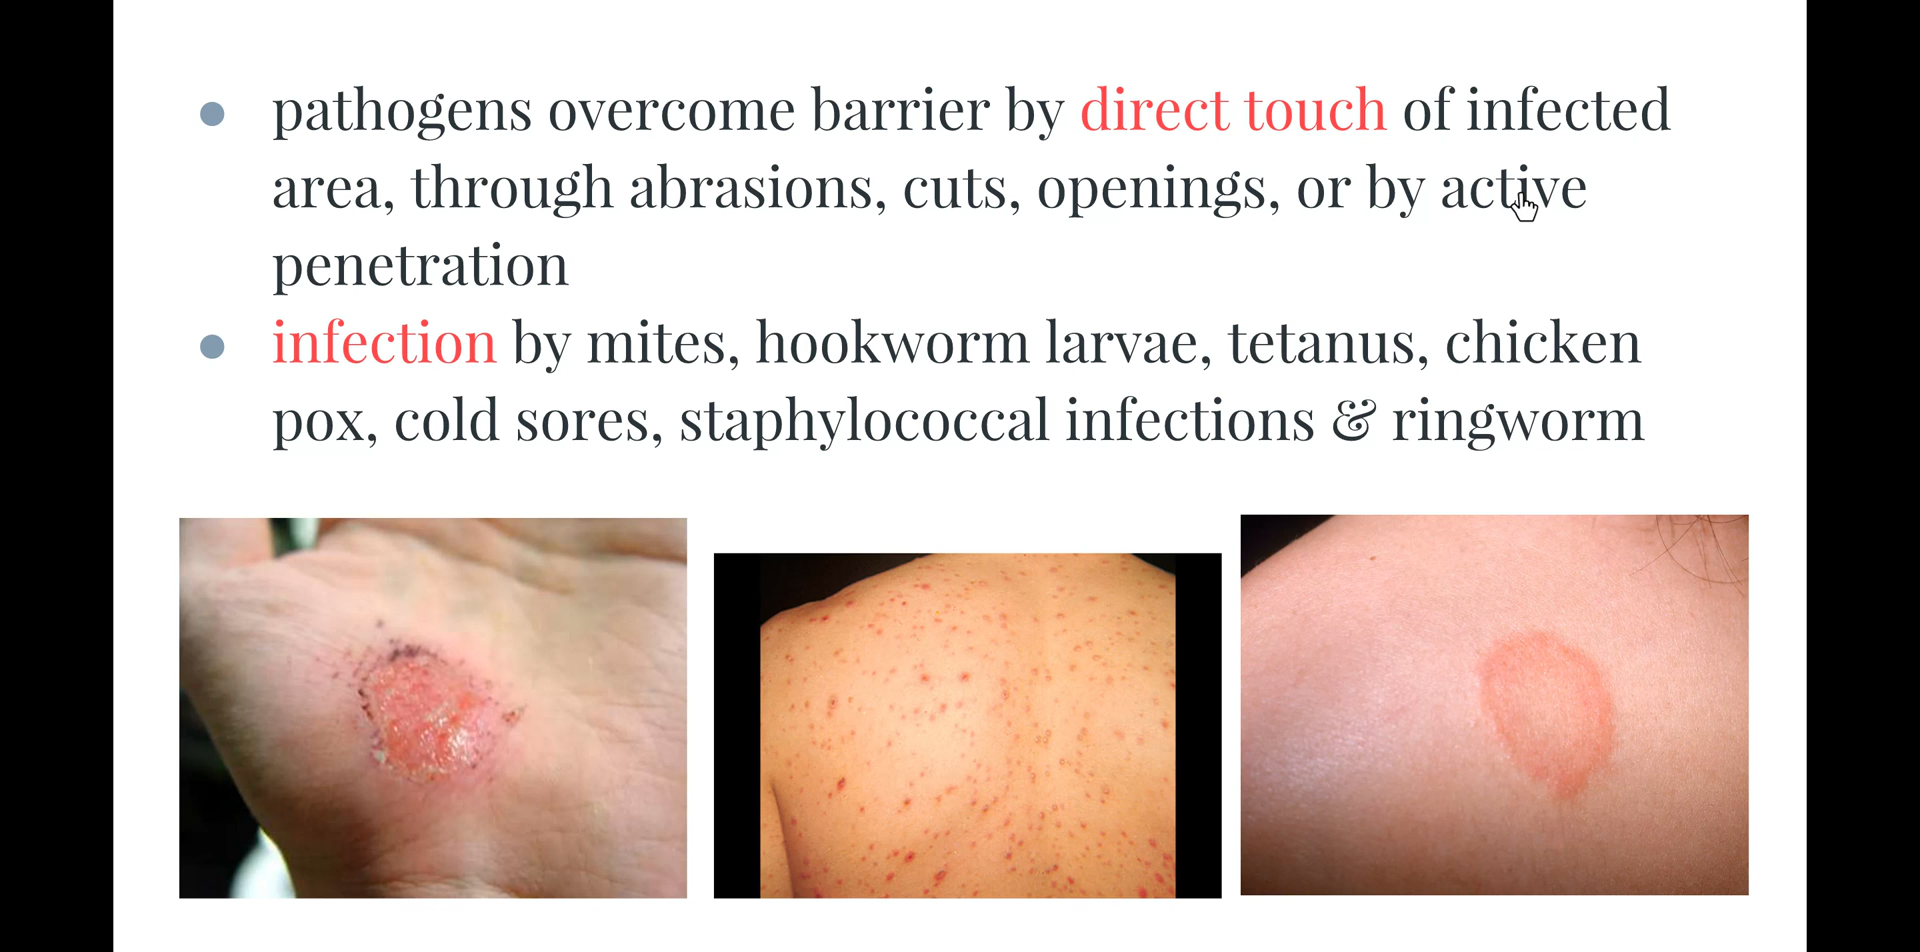 pathogens overcome barrier by direct touch of infected
area, through abrasions, cuts, openings, or by active
penetration
infection by mites, hookworm larvae, tetanus, chicken
pox, cold sores, staphylococcal infections & ringworm